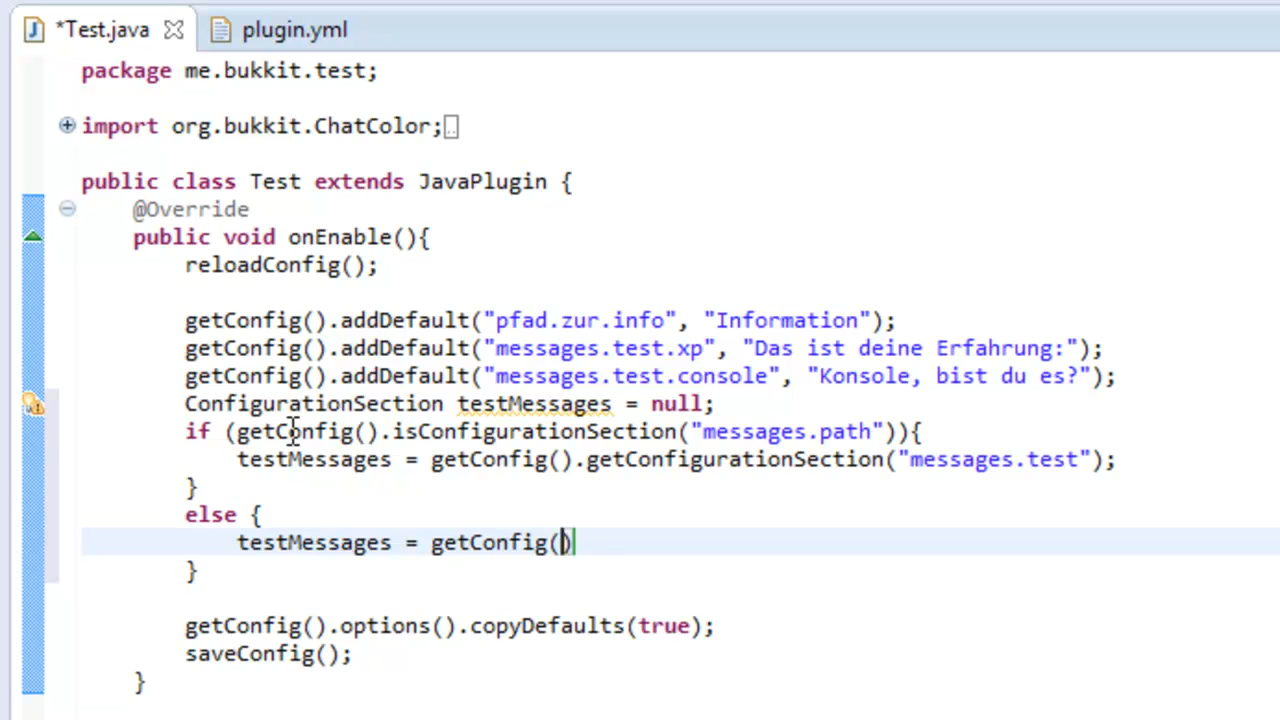 *Test.java plugin.yml
package me.bukkit.test;
import org.bukkit.ChatColor;
public class Test extends JavaPlugin {
@Override
public void onEnable(){
reloadConfig();
getConfig().addDefault("pfad.zur.info", "Information");
getConfig().addDefault("messages.test.xp", "Das ist deine Erfahrung:");
getConfig().addDefault("messages.test.console", "Konsole, bist du es?");
ConfigurationSection testMessages = null;
if (getConfig().isConfigurationSection("messages.path")){
testMessages = getConfig().getConfigurationSection("messages.test");
}
else {
testMessages = getConfig()
}
getConfig().options().copyDefaults(true);
saveConfig();
}